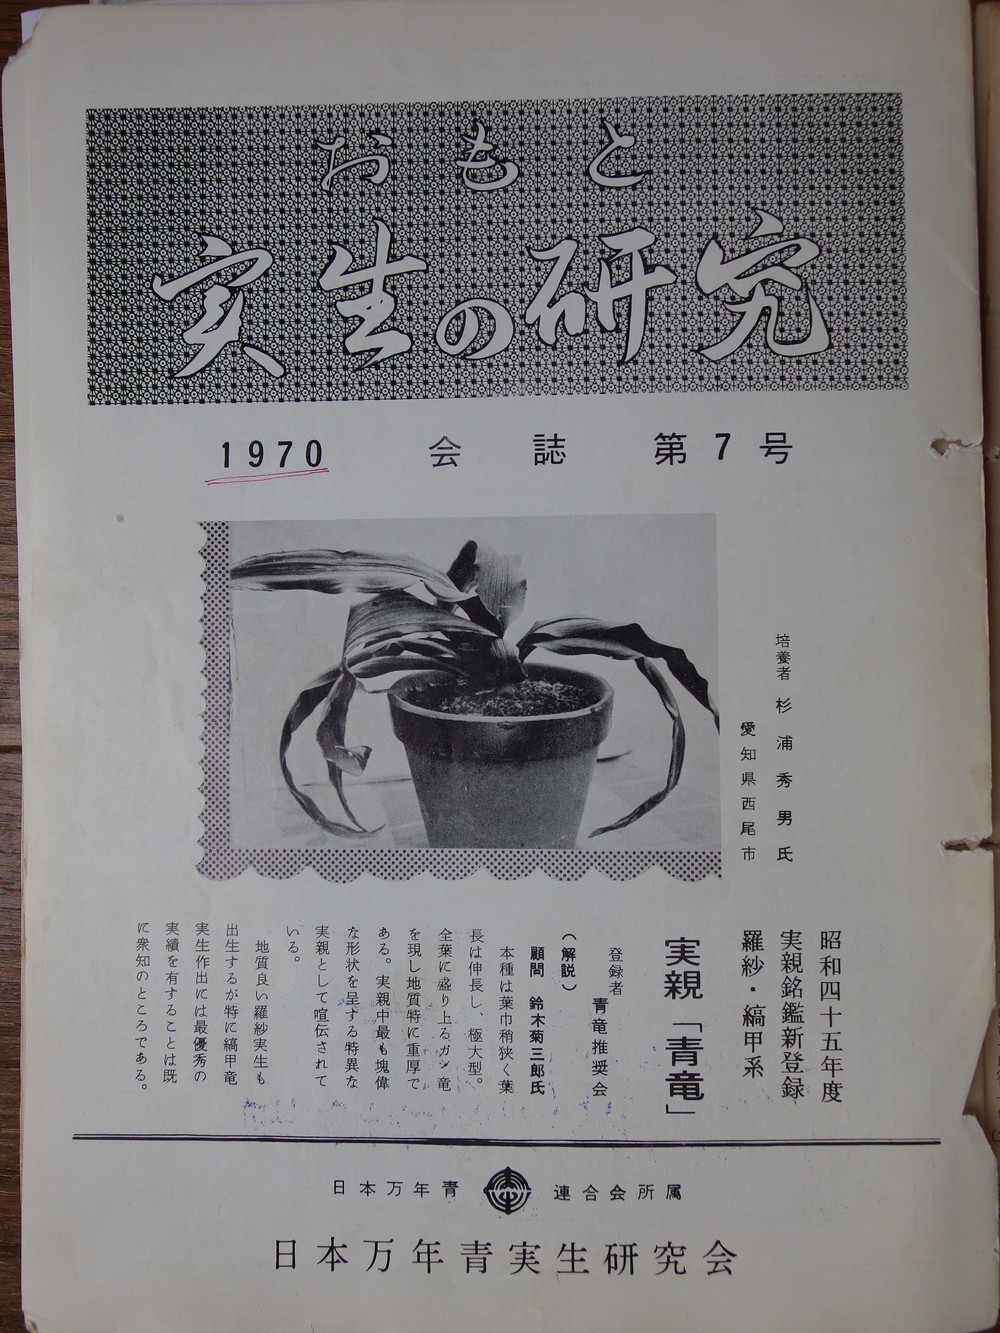 おもと
実生の研究
1970 会誌 第7号
培養者 杉浦秀男氏
愛知県西尾市
昭和四十五年度
実親銘鑑新登録
羅紗・縞甲系
実親「青竜」
登録者 青竜推奨会
(解説)
顧問 鈴木菊三郎氏
本種は葉巾稍狭く葉
長は伸長し、極大型。
全葉に盛り上るガン竜
を現し地質特に重厚で
ある。実親中最も塊偉
な形状を呈する特異な
実親として喧伝されて
いる。
地質良い羅紗実生も
出生するが特に縞甲竜
実生作出には最優秀の
実績を有することは既
に衆知のところである。
日本万年青 連合会所属
日本万年青実生研究会